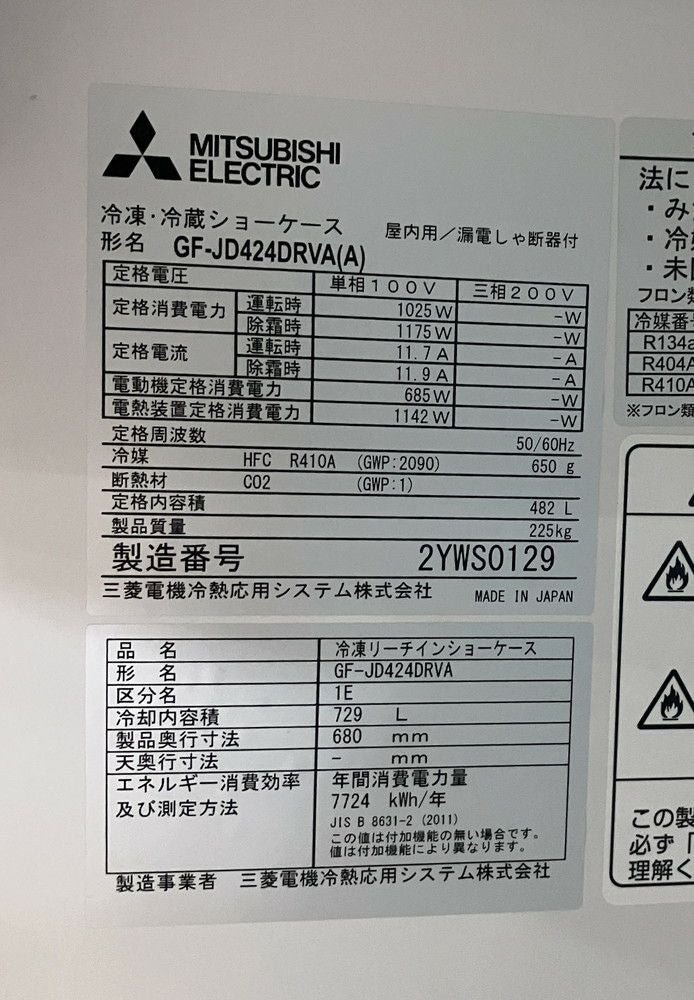 MITSUBISHI
ELECTRIC
冷凍・冷蔵ショーケース 屋内用/漏電しゃ断器付
形名 GF-JD424DRVA(A)
定格電圧 単相100V 三相200V
定格消費電力 運転時 1025W -W
除霜時 1175W -W
定格電流 運転時 11.7A -A
除霜時 11.9A -A
電動機定格消費電力 685W -W
電熱装置定格消費電力 1142W -W
定格周波数 50/60Hz
冷媒 HFC R410A (GWP:2090) 650 g
断熱材 CO2 (GWP:1)
定格内容積 482 L
製品質量 225kg
製造番号 2YWS0129
三菱電機冷熱応用システム株式会社 MADE IN JAPAN
品名 冷凍リーチインショーケース
形名 GF-JD424DRVA
区分名 1E
冷却内容積 729 L
製品奥行寸法 680 mm
天奥行寸法 - mm
エネルギー消費効率 年間消費電力量
及び測定方法 7724 kWh/年
JIS B 8631-2 (2011)
この値は付加機能の無い場合です。
値は付加機能により異なります。
製造事業者 三菱電機冷熱応用システム株式会社
法に
・み
・冷
・未
フロン類
冷媒番
R134a
R404A
R410A
※フロン類
この製
必ず「
理解く